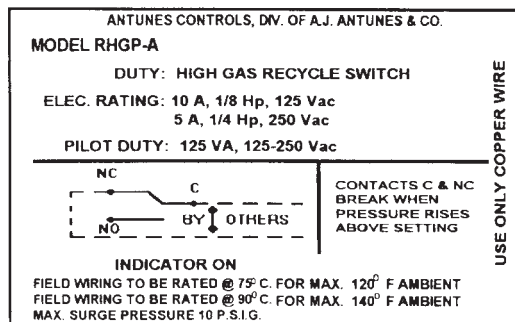 ANTUNES CONTROLS, DIV. OF A.J. ANTUNES & CO.
MODEL RHGP-A
DUTY: HIGH GAS RECYCLE SWITCH
ELEC. RATING: 10 A, 1/8 Hp, 125 Vac
5 A, 1/4 Hp, 250 Vac
PILOT DUTY: 125 VA, 125-250 Vac
NC
C
NO
BY OTHERS
CONTACTS C & NC
BREAK WHEN
PRESSURE RISES
ABOVE SETTING
INDICATOR ON
FIELD WIRING TO BE RATED @ 75° C. FOR MAX. 120° F AMBIENT
FIELD WIRING TO BE RATED @ 90° C. FOR MAX. 140° F AMBIENT
MAX. SURGE PRESSURE 10 P.S.I.G.
USE ONLY COPPER WIRE